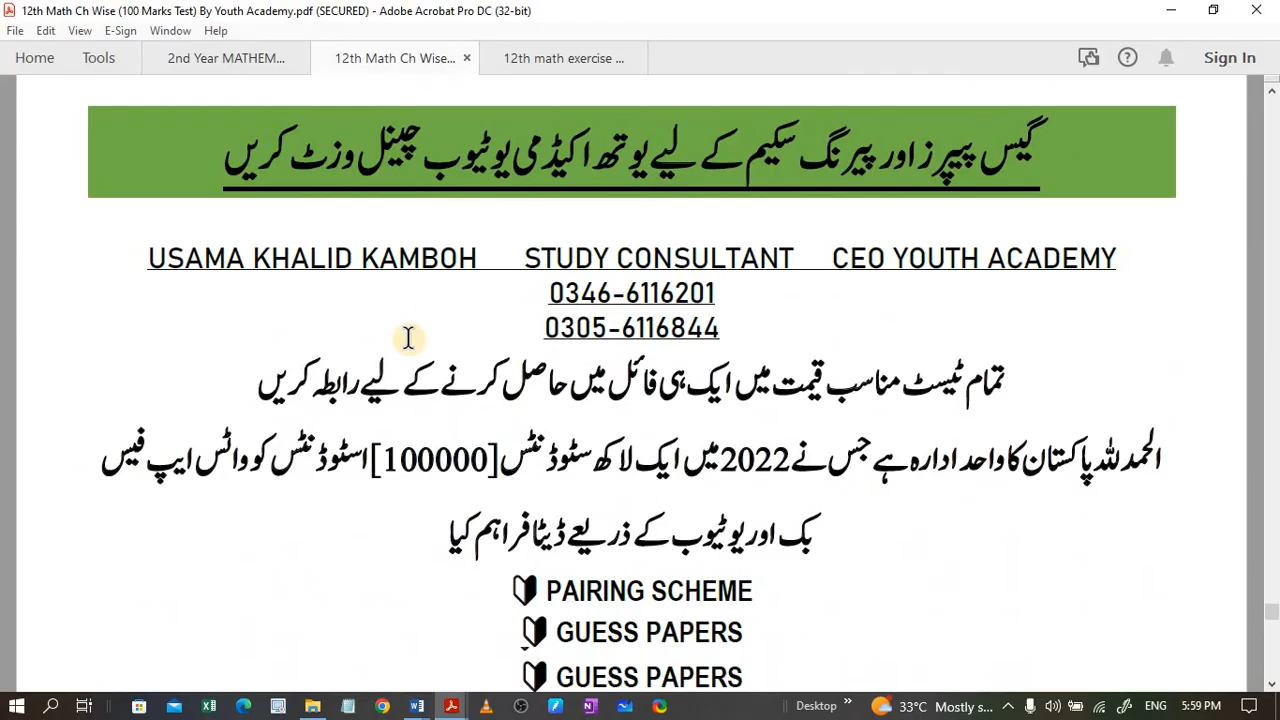 12th Math Ch Wise (100 Marks Test) By Youth Academy.pdf (SECURED) - Adobe Acrobat Pro DC (32-bit)
File Edit View E-Sign Window Help
Home Tools 2nd Year MATHEM... 12th Math Ch Wise... × 12th math exercise ... Sign In
گیس پیپرز اور پیرنگ سکیم کے لیے یوتھ اکیڈمی یوٹیوب چینل وزٹ کریں
USAMA KHALID KAMBOH STUDY CONSULTANT CEO YOUTH ACADEMY
0346-6116201
0305-6116844
تمام ٹیسٹ مناسب قیمت میں ایک ہی فائل میں حاصل کرنے کے لیے رابطہ کریں
الحمدللہ پاکستان کا واحد ادارہ ہے جس نے 2022 میں ایک لاکھ سٹوڈنٹس [100000] اسٹوڈنٹس کو واٹس ایپ فیس
بک اور یوٹیوب کے ذریعے ڈیٹا فراہم کیا
PAIRING SCHEME
GUESS PAPERS
GUESS PAPERS
Desktop » 33°C Mostly s... ENG 5:59 PM